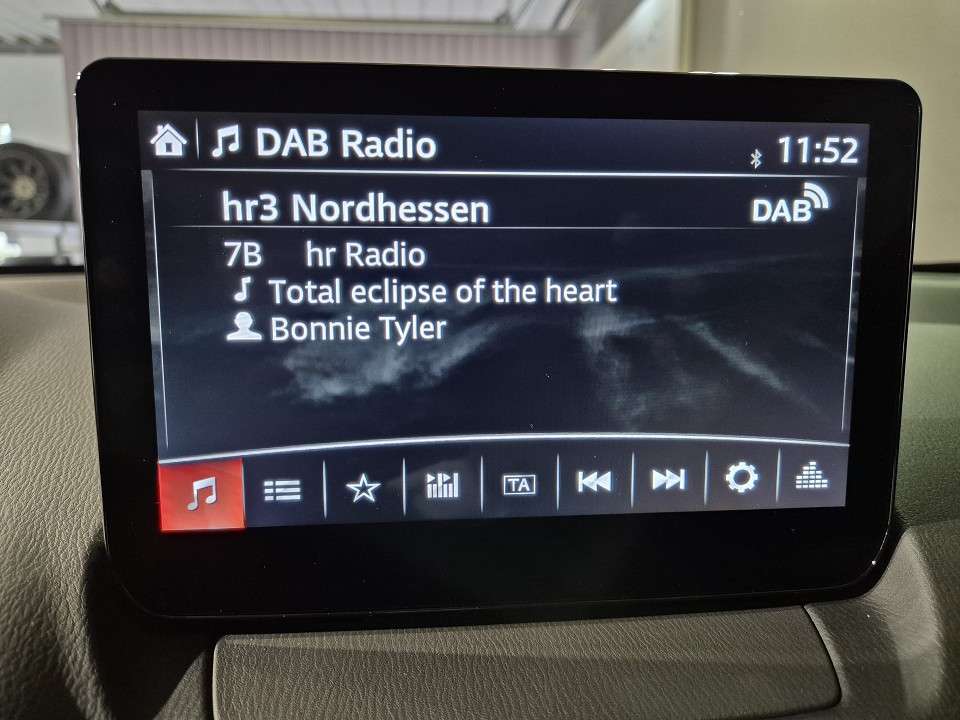 DAB Radio 11:52
hr3 Nordhessen DAB
7B hr Radio
Total eclipse of the heart
Bonnie Tyler
TA